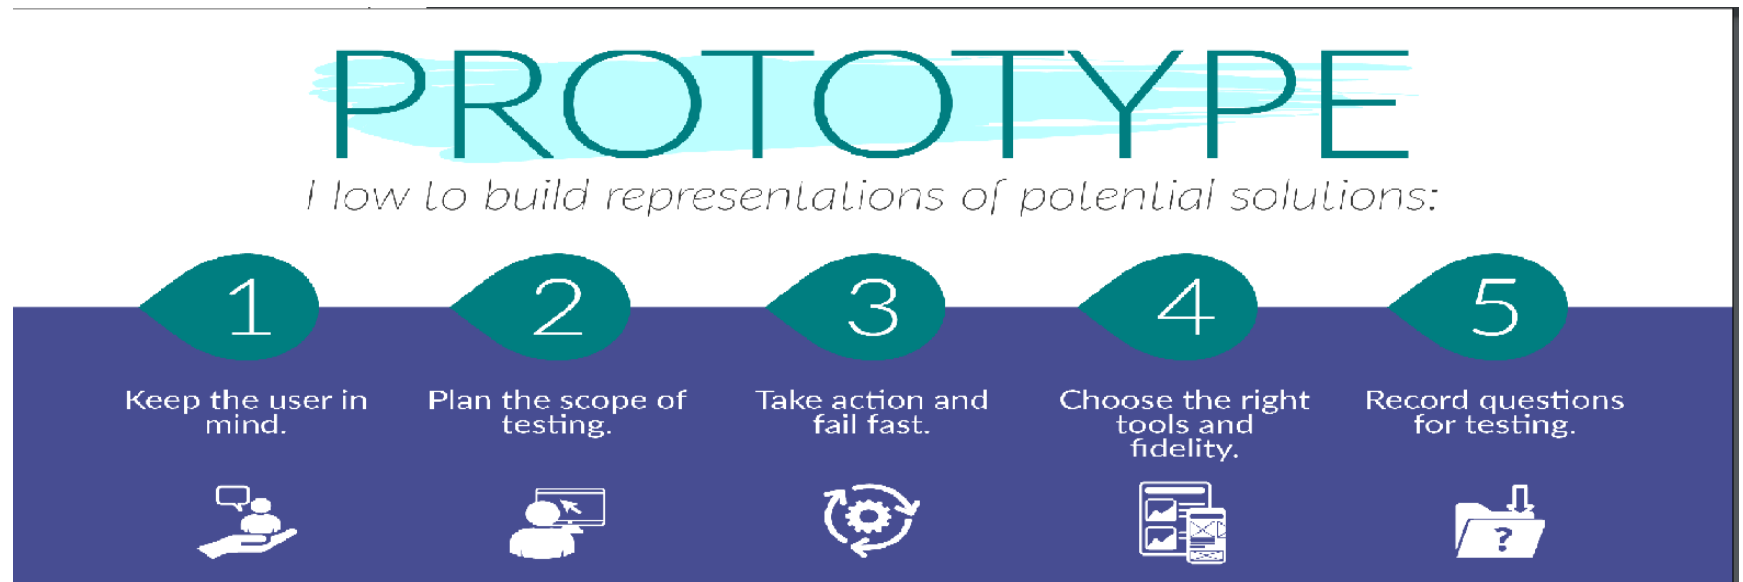 PROTOTYPE
How to build representations of potential solutions:
1
2
3
4
5
Keep the user in
mind.
Plan the scope of
testing.
Take action and
fail fast.
Choose the right
tools and
fidelity.
Record questions
for testing.
?